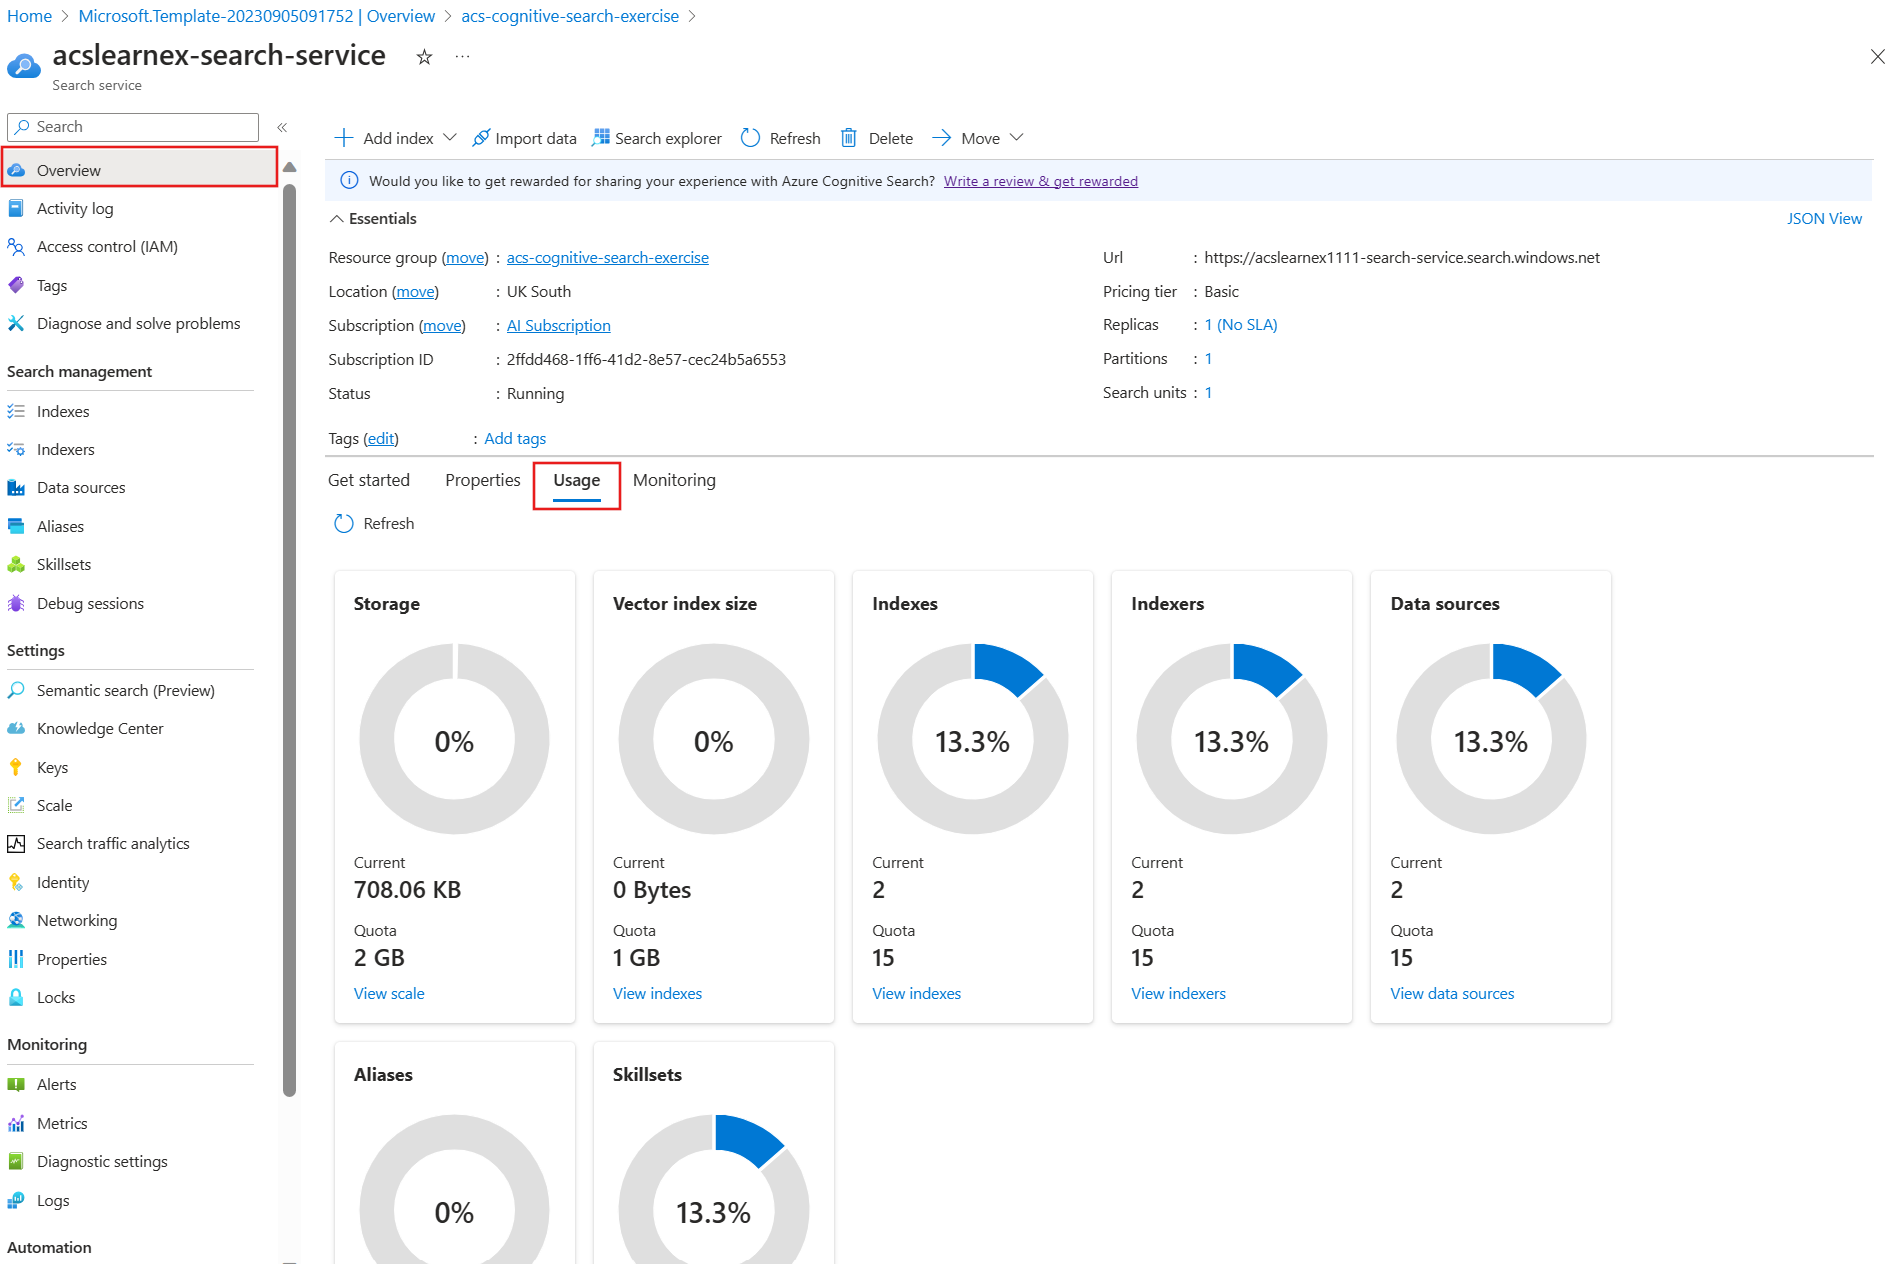 Home > Microsoft.Template-20230905091752 | Overview > acs-cognitive-search-exercise >
acslearnex-search-service
Search service
Search
Overview
Activity log
Access control (IAM)
Tags
Diagnose and solve problems
Search management
Indexes
Indexers
Data sources
Aliases
Skillsets
Debug sessions
Settings
Semantic search (Preview)
Knowledge Center
Keys
Scale
Search traffic analytics
Identity
Networking
Properties
Locks
Monitoring
Alerts
Metrics
Diagnostic settings
Logs
Automation
Add index Import data Search explorer Refresh Delete Move
Would you like to get rewarded for sharing your experience with Azure Cognitive Search? Write a review & get rewarded
Essentials
JSON View
Resource group (move) : acs-cognitive-search-exercise
Location (move) : UK South
Subscription (move) : AI Subscription
Subscription ID : 2ffdd468-1ff6-41d2-8e57-cec24b5a6553
Status : Running
Url : https://acslearnex1111-search-service.search.windows.net
Pricing tier : Basic
Replicas : 1 (No SLA)
Partitions : 1
Search units : 1
Tags (edit) : Add tags
Get started Properties Usage Monitoring
Refresh
Storage
0%
Current
708.06 KB
Quota
2 GB
View scale
Vector index size
0%
Current
0 Bytes
Quota
1 GB
View indexes
Indexes
13.3%
Current
2
Quota
15
View indexes
Indexers
13.3%
Current
2
Quota
15
View indexers
Data sources
13.3%
Current
2
Quota
15
View data sources
Aliases
0%
Skillsets
13.3%